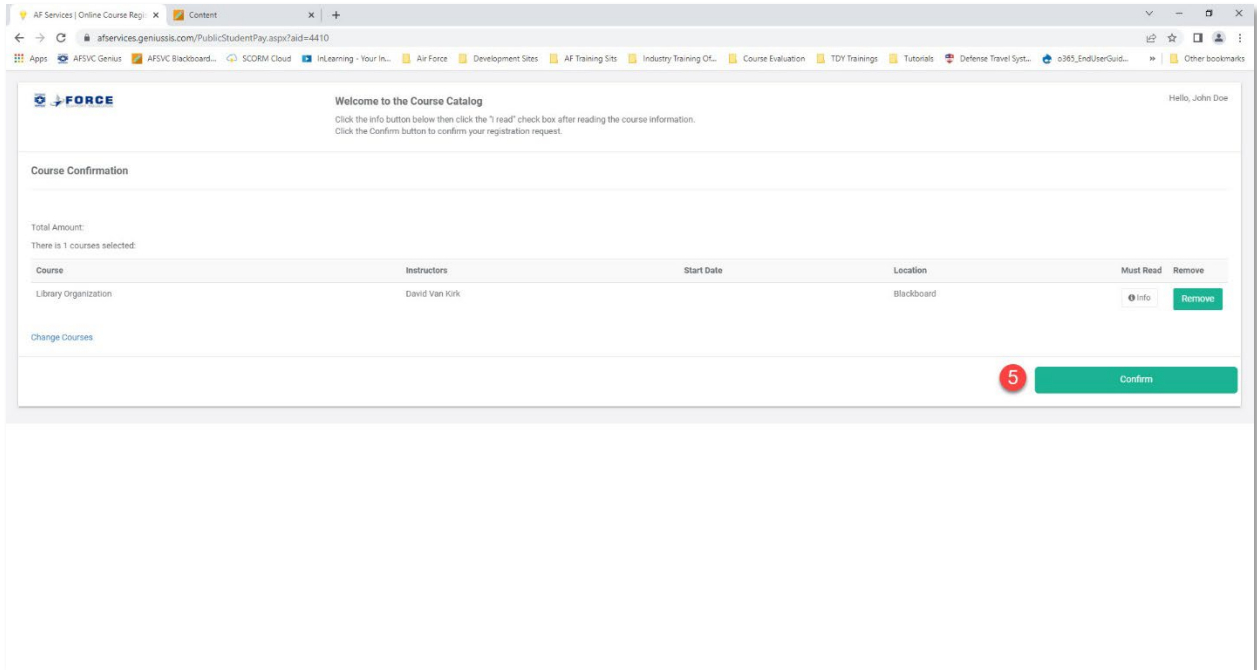 AF Services | Online Course Regi
Content
afservices.geniussis.com/PublicStudentPay.aspx?aid=4410
Apps AFSVC Genius AFSVC Blackboard... SCORM Cloud InLearning - Your In... Air Force Development Sites AF Training Sits Industry Training Of... Course Evaluation TDY Trainings Tutorials Defense Travel Syst... o365_EndUserGuid... » Other bookmarks
FORCE
Welcome to the Course Catalog
Hello, John Doe
Click the info button below then click the "I read" check box after reading the course information.
Click the Confirm button to confirm your registration request.
Course Confirmation
Total Amount:
There is 1 courses selected:
Course Instructors Start Date Location Must Read Remove
Library Organization David Van Kirk Blackboard Info Remove
Change Courses
5 Confirm